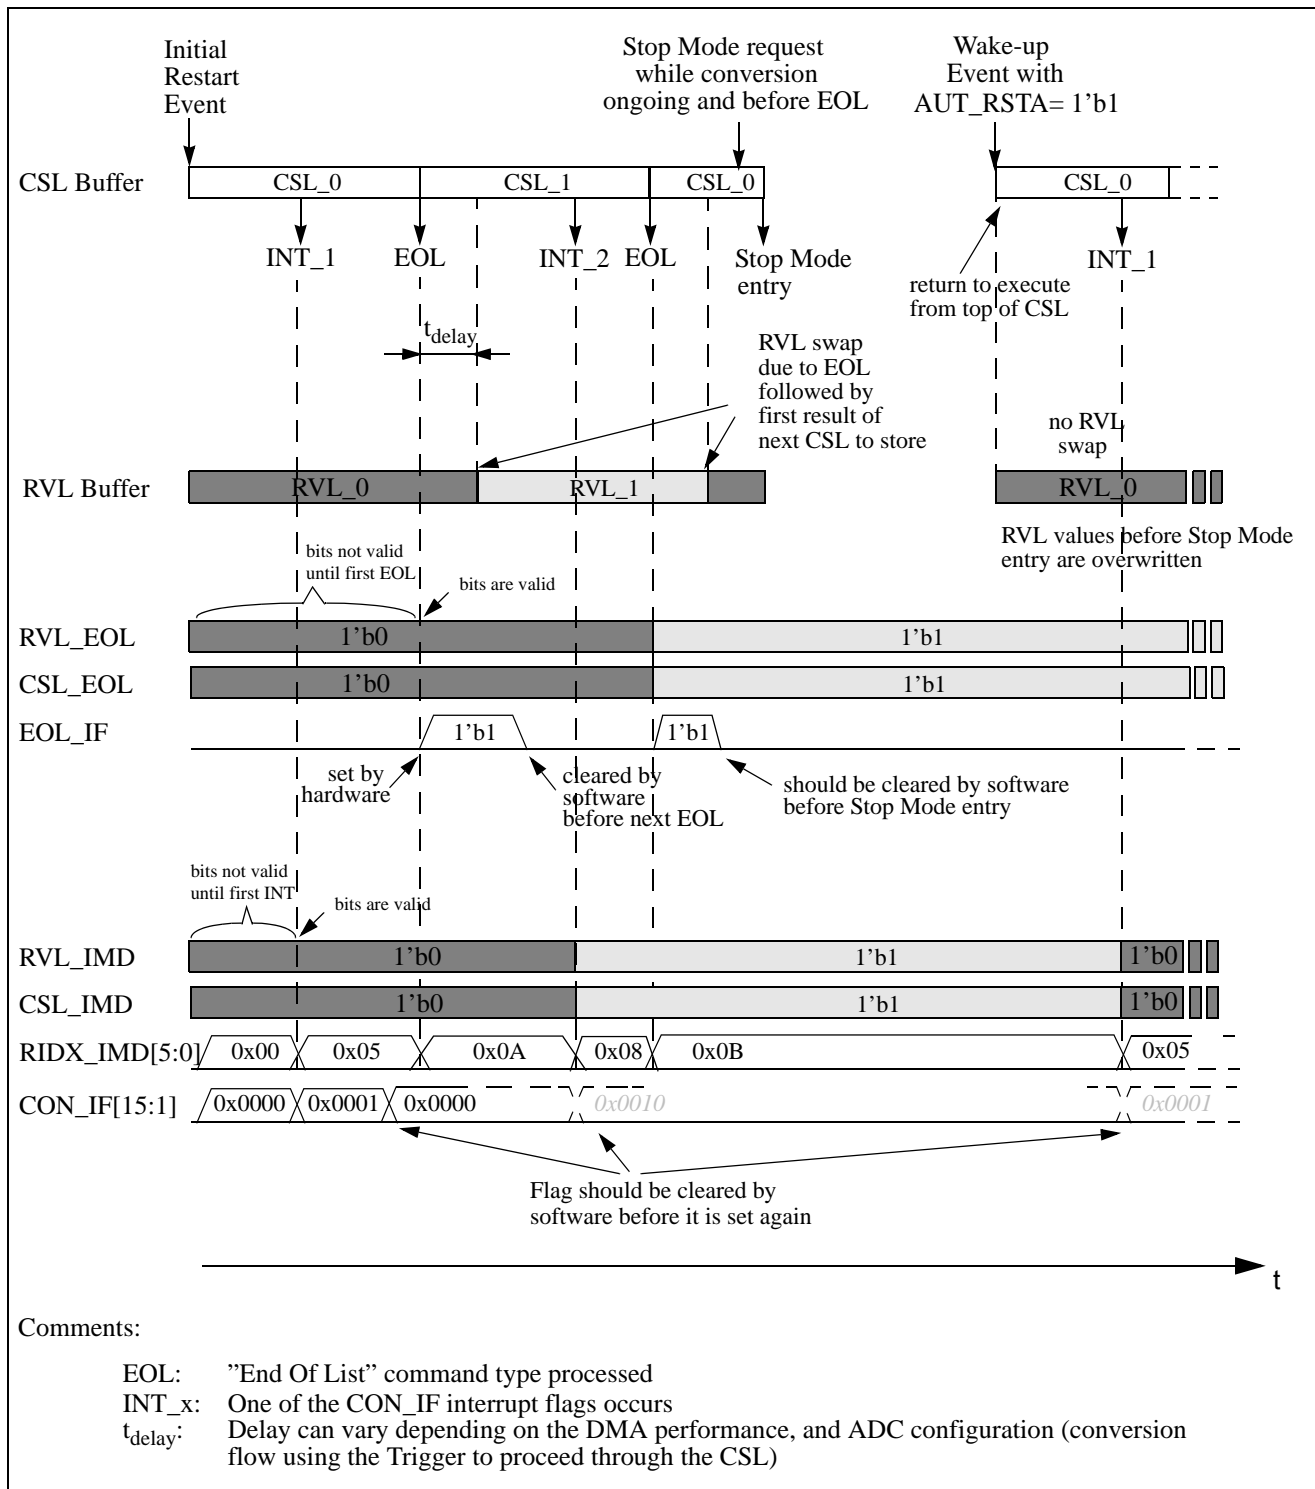 Initial
Restart
Event
Stop Mode request
while conversion
ongoing and before EOL
Wake-up
Event with
AUT_RSTA= 1’b1
CSL Buffer
CSL_0
CSL_1
CSL_0
CSL_0
INT_1
EOL
INT_2
EOL
Stop Mode
entry
INT_1
return to execute
from top of CSL
tdelay
RVL swap
due to EOL
followed by
first result of
next CSL to store
no RVL
swap
RVL Buffer
RVL_0
RVL_1
RVL_0
RVL values before Stop Mode
entry are overwritten
bits not valid
until first EOL
bits are valid
RVL_EOL
1’b0
1’b1
CSL_EOL
1’b0
1’b1
EOL_IF
1’b1
1’b1
set by
hardware
cleared by
software
before next EOL
should be cleared by software
before Stop Mode entry
bits not valid
until first INT
bits are valid
RVL_IMD
1’b0
1’b1
1’b0
CSL_IMD
1’b0
1’b1
1’b0
RIDX_IMD[5:0]
0x00
0x05
0x0A
0x08
0x0B
0x05
CON_IF[15:1]
0x0000
0x0001
0x0000
0x0010
0x0001
Flag should be cleared by
software before it is set again
t
Comments:
EOL: ”End Of List” command type processed
INT_x: One of the CON_IF interrupt flags occurs
tdelay: Delay can vary depending on the DMA performance, and ADC configuration (conversion
flow using the Trigger to proceed through the CSL)